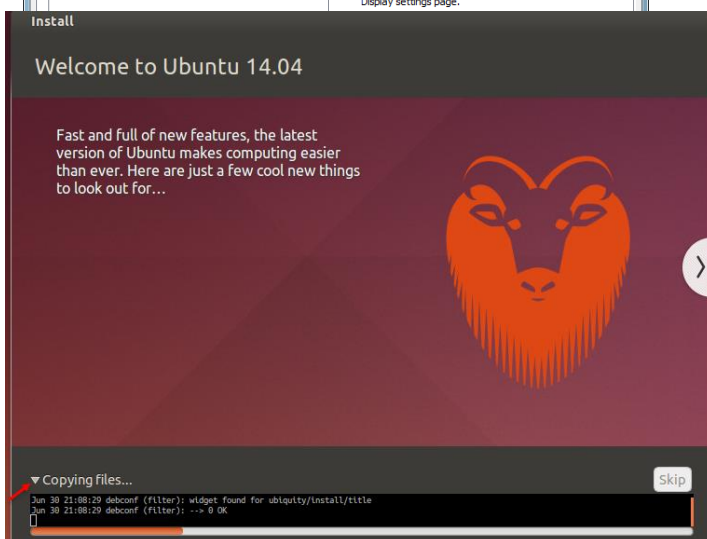 Display settings page.
Install
Welcome to Ubuntu 14.04
Fast and full of new features, the latest
version of Ubuntu makes computing easier
than ever. Here are just a few cool new things
to look out for…
Copying files...
Skip
Jun 30 21:08:29 debconf (filter): widget found for ubiquity/install/title
Jun 30 21:08:29 debconf (filter): --> 0 OK